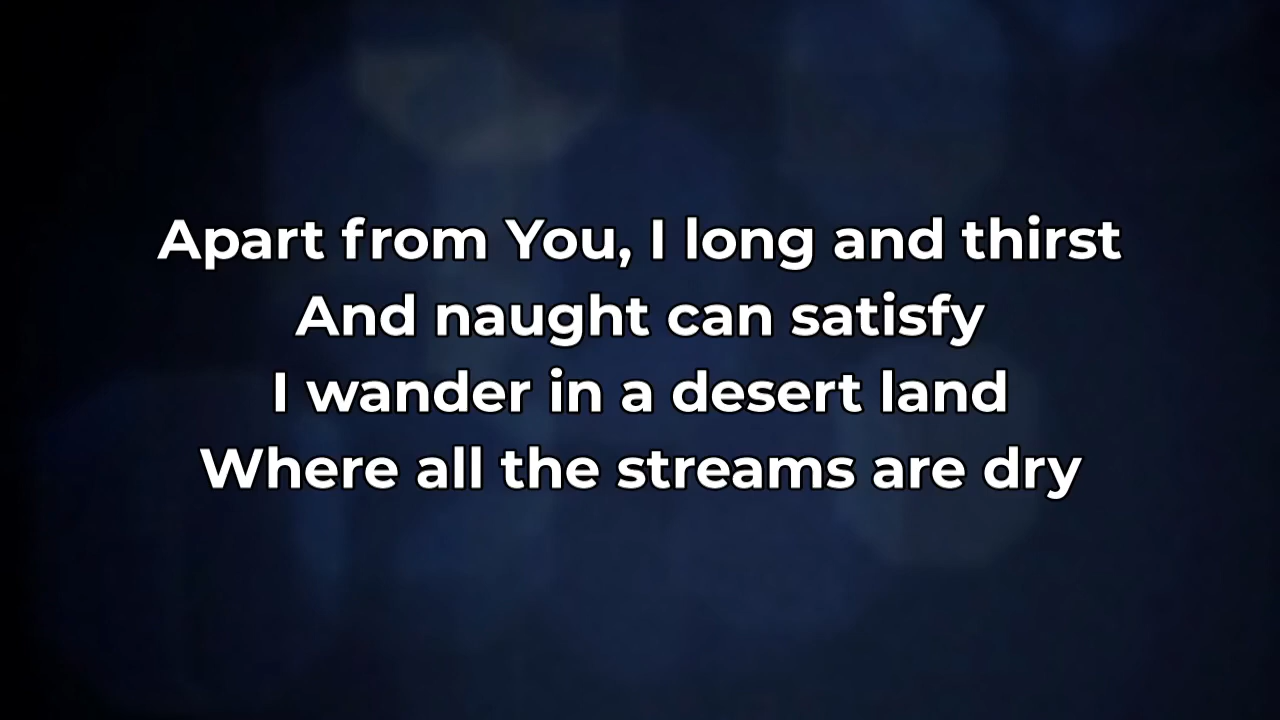 Apart from You, I long and thirst
And naught can satisfy
I wander in a desert land
Where all the streams are dry